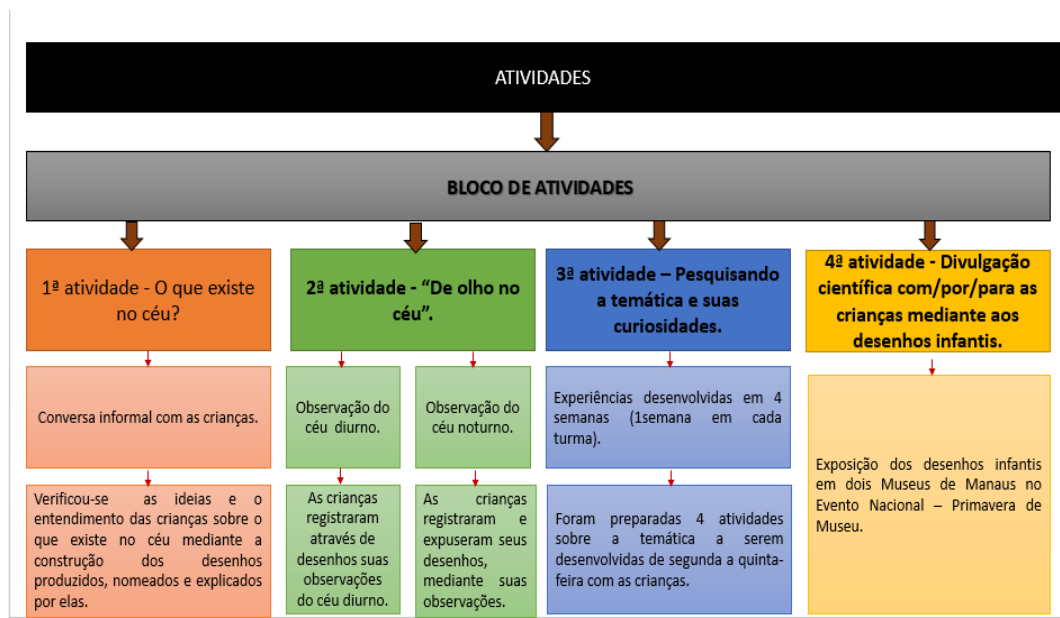 ATIVIDADES
BLOCO DE ATIVIDADES
1ª atividade - O que existe
no céu?
Conversa informal com as crianças.
Verificou-se as ideias e o
entendimento das crianças sobre o
que existe no céu mediante a
construção dos desenhos
produzidos, nomeados e explicados
por elas.
2ª atividade - “De olho no
céu”.
Observação do
céu diurno.
As crianças
registraram
através de
desenhos suas
observações
do céu diurno.
Observação do
céu noturno.
As crianças
registraram e
expuseram seus
desenhos,
mediante suas
observações.
3ª atividade – Pesquisando
a temática e suas
curiosidades.
Experiências desenvolvidas em 4
semanas (1semana em cada
turma).
Foram preparadas 4 atividades
sobre a temática a serem
desenvolvidas de segunda a quinta-
feira com as crianças.
4ª atividade - Divulgação
científica com/por/para as
crianças mediante aos
desenhos infantis.
Exposição dos desenhos infantis
em dois Museus de Manaus no
Evento Nacional – Primavera de
Museu.